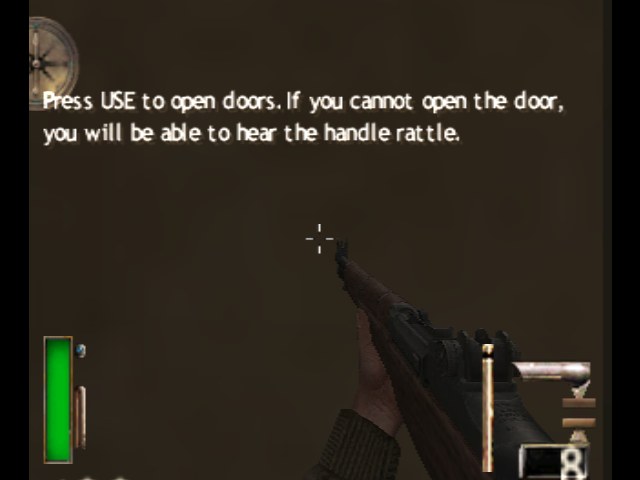 Press USE to open doors. If you cannot open the door,
you will be able to hear the handle rattle.
8